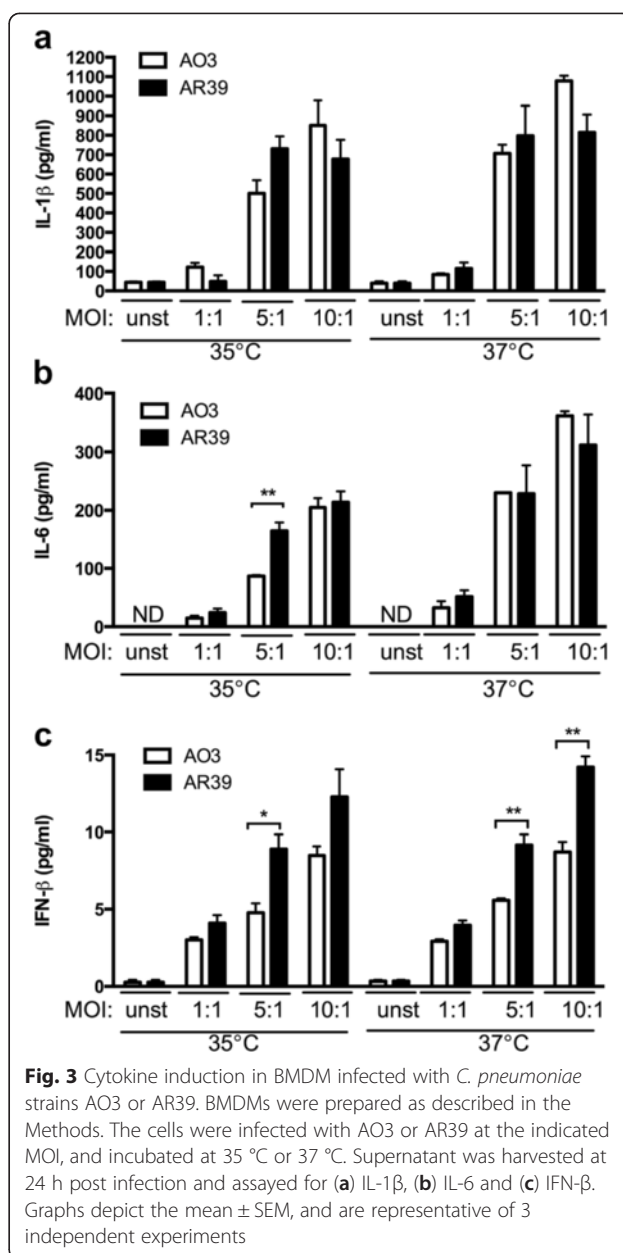 a
AO3
AR39
IL-1β (pg/ml)
1200
1100
1000
900
800
700
600
500
400
300
200
100
0
MOI: unst 1:1 5:1 10:1 unst 1:1 5:1 10:1
35°C 37°C
b
AO3
AR39
IL-6 (pg/ml)
400
300
200
100
0
**
ND ND
MOI: unst 1:1 5:1 10:1 unst 1:1 5:1 10:1
35°C 37°C
c
AO3
AR39
IFN-β (pg/ml)
15
10
5
0
* ** **
MOI: unst 1:1 5:1 10:1 unst 1:1 5:1 10:1
35°C 37°C
Fig. 3 Cytokine induction in BMDM infected with C. pneumoniae
strains AO3 or AR39. BMDMs were prepared as described in the
Methods. The cells were infected with AO3 or AR39 at the indicated
MOI, and incubated at 35 °C or 37 °C. Supernatant was harvested at
24 h post infection and assayed for (a) IL-1β, (b) IL-6 and (c) IFN-β.
Graphs depict the mean ± SEM, and are representative of 3
independent experiments